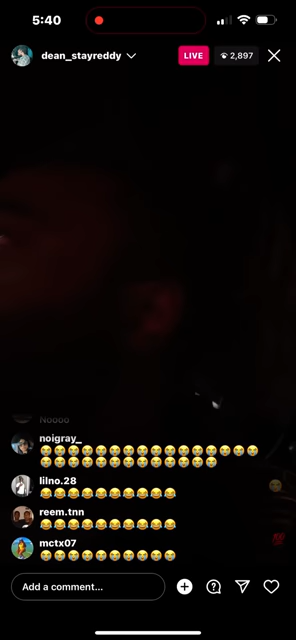 5:40
dean_stayreddy
LIVE
2,897
Noooo
noigray_
😭😭😭😭😭😭😭😭😭😭😭😭😭😭😭😭
😭😭😭😭😭😭😭😭😭😭😭😭😭
lilno.28
😂😂😂😂😂😂😂😂😂😂
reem.tnn
😂😂😂😂😂😂😂😂😂😂
mctx07
😭😭😭😭😭😭😭😭😭😭
💯
Add a comment...